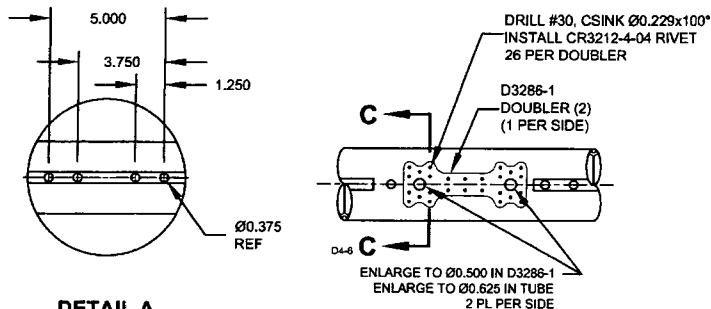 5.000
3.750
1.250
Ø0.375
REF
DETAIL A
DRILL #30, CSINK Ø0.229x100°
INSTALL CR3212-4-04 RIVET
26 PER DOUBLER
D3286-1
DOUBLER (2)
(1 PER SIDE)
C
C
D4-6
ENLARGE TO Ø0.500 IN D3286-1
ENLARGE TO Ø0.625 IN TUBE
2 PL PER SIDE